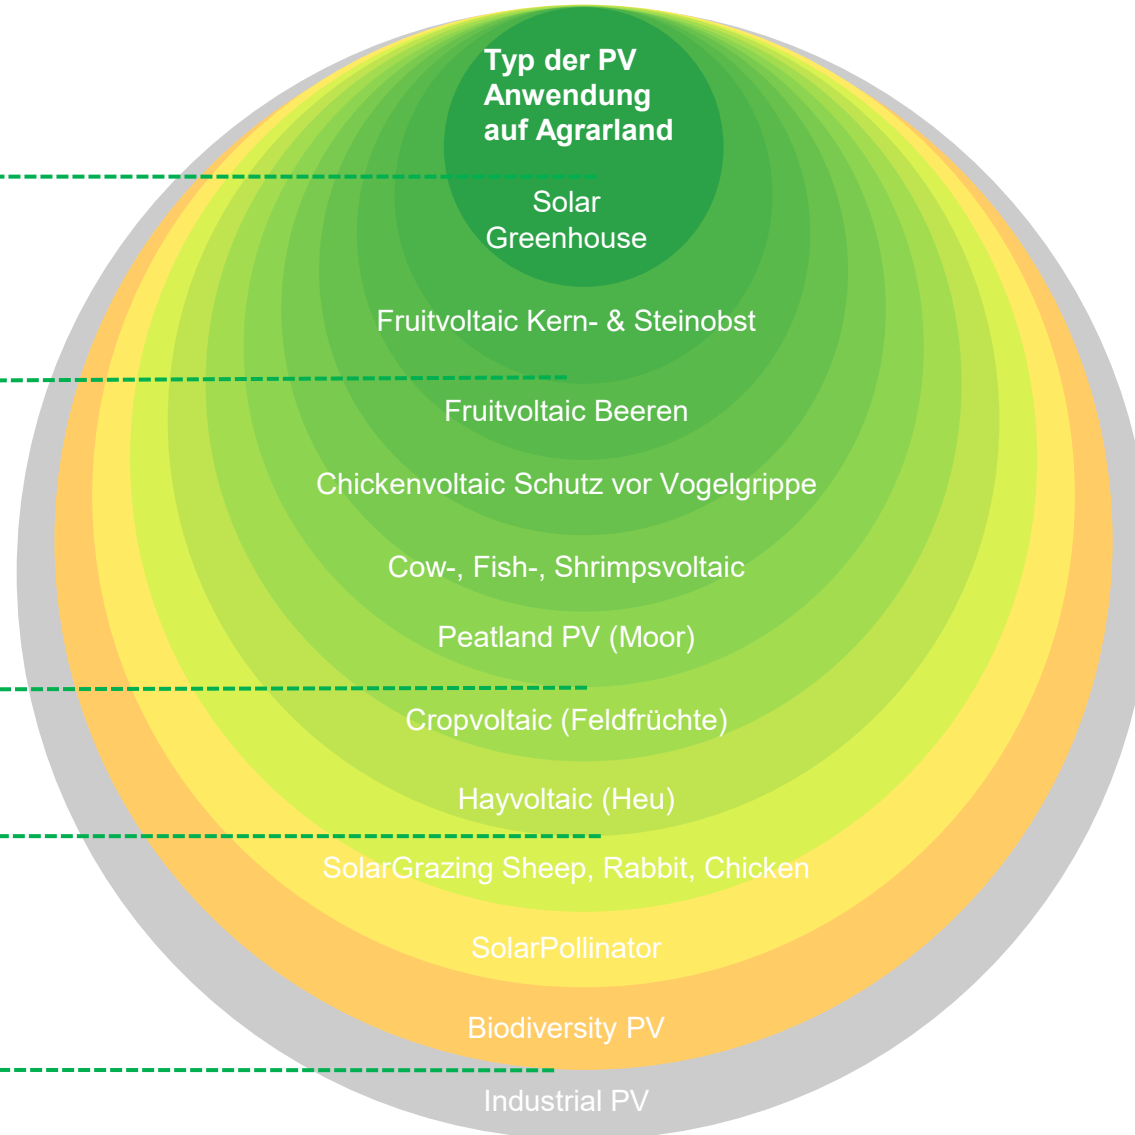 Typ der PV
Anwendung
auf Agrarland
Solar
Greenhouse
Fruitvoltaic Kern- & Steinobst
Fruitvoltaic Beeren
Chickenvoltaic Schutz vor Vogelgrippe
Cow-, Fish-, Shrimpsvoltaic
Peatland PV (Moor)
Cropvoltaic (Feldfrüchte)
Hayvoltaic (Heu)
SolarGrazing Sheep, Rabbit, Chicken
SolarPollinator
Biodiversity PV
Industrial PV